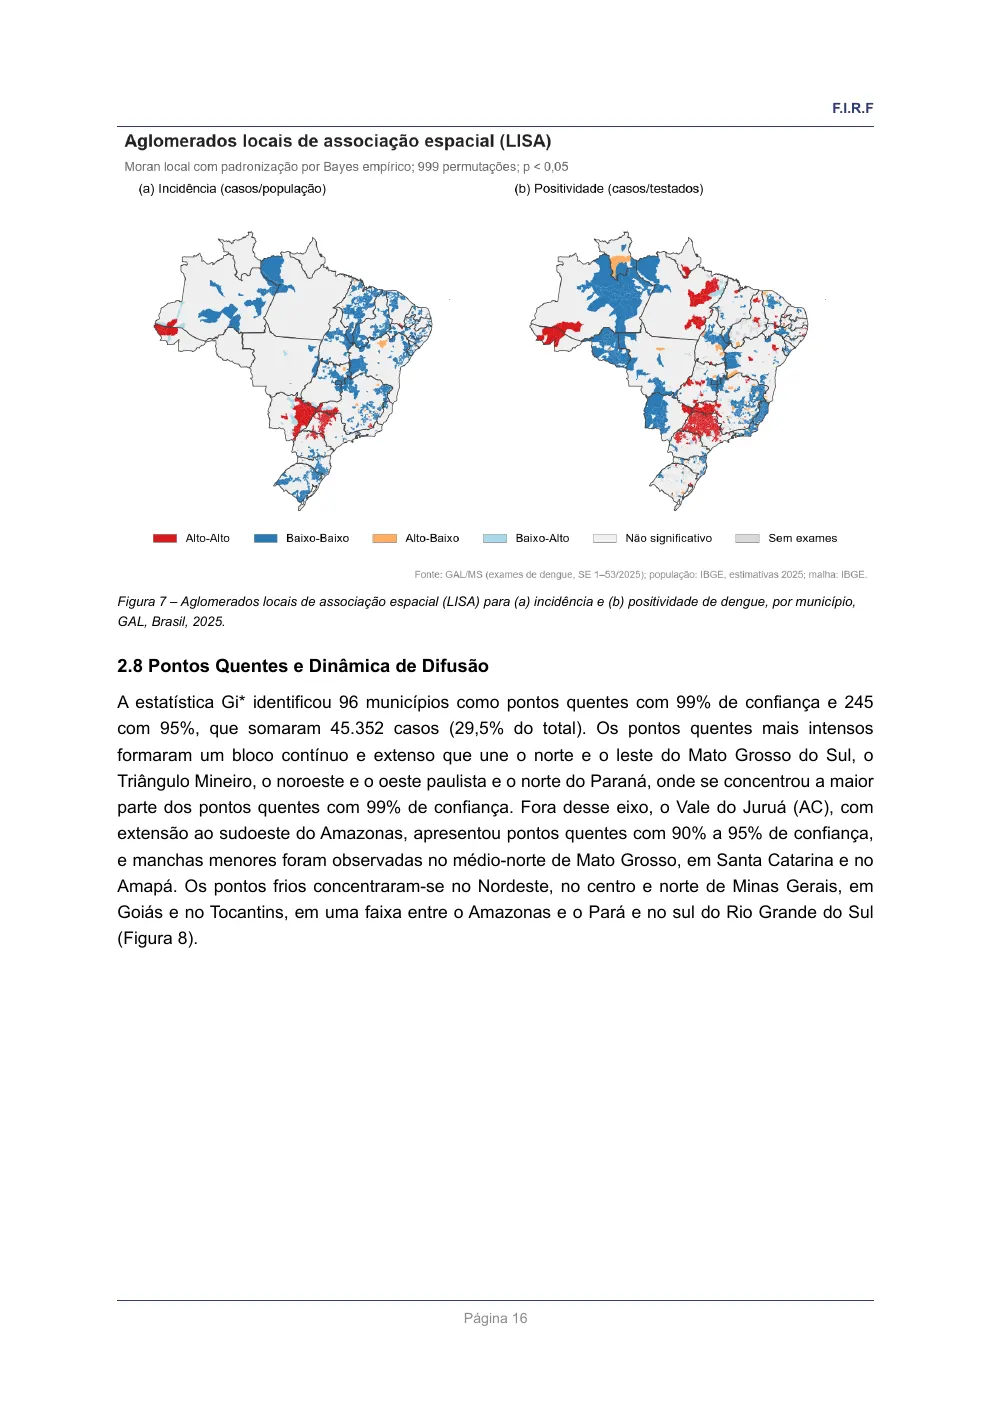 F.I.R.F
Aglomerados locais de associação espacial (LISA)
Moran local com padronização por Bayes empírico; 999 permutações; p < 0,05
(a) Incidência (casos/população)
(b) Positividade (casos/testados)
Alto-Alto
Baixo-Baixo
Alto-Baixo
Baixo-Alto
Não significativo
Sem exames
Fonte: GAL/MS (exames de dengue, SE 1–53/2025); população: IBGE, estimativas 2025; malha: IBGE.
Figura 7 – Aglomerados locais de associação espacial (LISA) para (a) incidência e (b) positividade de dengue, por município,
GAL, Brasil, 2025.
2.8 Pontos Quentes e Dinâmica de Difusão
A estatística Gi* identificou 96 municípios como pontos quentes com 99% de confiança e 245
com 95%, que somaram 45.352 casos (29,5% do total). Os pontos quentes mais intensos
formaram um bloco contínuo e extenso que une o norte e o leste do Mato Grosso do Sul, o
Triângulo Mineiro, o noroeste e o oeste paulista e o norte do Paraná, onde se concentrou a maior
parte dos pontos quentes com 99% de confiança. Fora desse eixo, o Vale do Juruá (AC), com
extensão ao sudoeste do Amazonas, apresentou pontos quentes com 90% a 95% de confiança,
e manchas menores foram observadas no médio-norte de Mato Grosso, em Santa Catarina e no
Amapá. Os pontos frios concentraram-se no Nordeste, no centro e norte de Minas Gerais, em
Goiás e no Tocantins, em uma faixa entre o Amazonas e o Pará e no sul do Rio Grande do Sul
(Figura 8).
Página 16